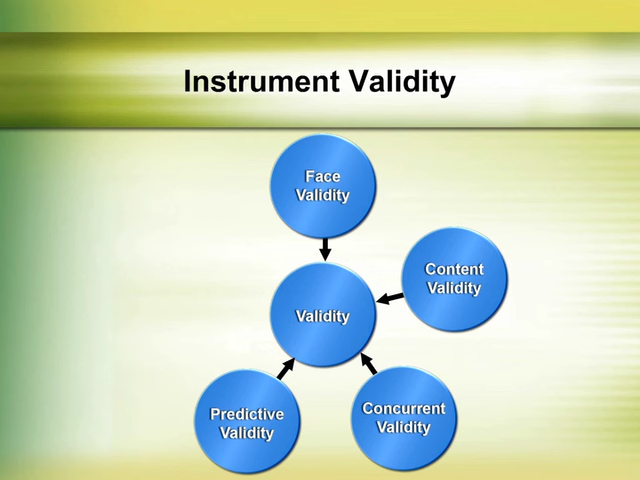 Instrument Validity
Face
Validity
Content
Validity
Validity
Predictive
Validity
Concurrent
Validity